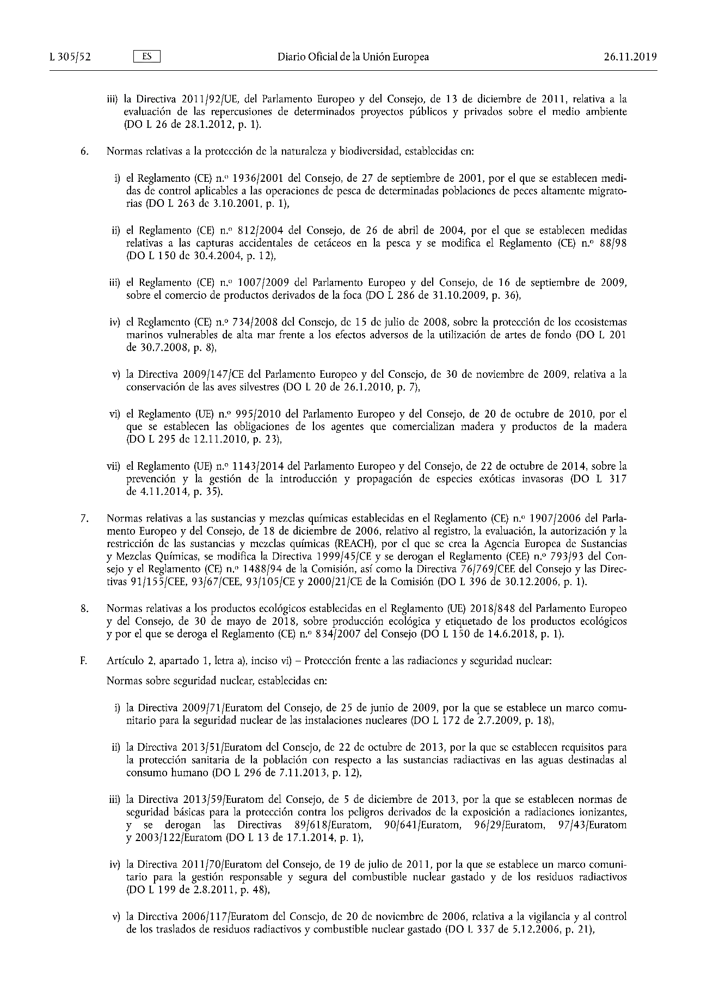 L 305/52
ES
Diario Oficial de la Unión Europea
26.11.2019
iii) la Directiva 2011/92/UE, del Parlamento Europeo y del Consejo, de 13 de diciembre de 2011, relativa a la
evaluación de las repercusiones de determinados proyectos públicos y privados sobre el medio ambiente
(DO L 26 de 28.1.2012, p. 1).
6. Normas relativas a la protección de la naturaleza y biodiversidad, establecidas en:
i) el Reglamento (CE) n.º 1936/2001 del Consejo, de 27 de septiembre de 2001, por el que se establecen medi-
das de control aplicables a las operaciones de pesca de determinadas poblaciones de peces altamente migrato-
rias (DO L 263 de 3.10.2001, p. 1),
ii) el Reglamento (CE) n.º 812/2004 del Consejo, de 26 de abril de 2004, por el que se establecen medidas
relativas a las capturas accidentales de cetáceos en la pesca y se modifica el Reglamento (CE) n.º 88/98
(DO L 150 de 30.4.2004, p. 12),
iii) el Reglamento (CE) n.º 1007/2009 del Parlamento Europeo y del Consejo, de 16 de septiembre de 2009,
sobre el comercio de productos derivados de la foca (DO L 286 de 31.10.2009, p. 36),
iv) el Reglamento (CE) n.º 734/2008 del Consejo, de 15 de julio de 2008, sobre la protección de los ecosistemas
marinos vulnerables de alta mar frente a los efectos adversos de la utilización de artes de fondo (DO L 201
de 30.7.2008, p. 8),
v) la Directiva 2009/147/CE del Parlamento Europeo y del Consejo, de 30 de noviembre de 2009, relativa a la
conservación de las aves silvestres (DO L 20 de 26.1.2010, p. 7),
vi) el Reglamento (UE) n.º 995/2010 del Parlamento Europeo y del Consejo, de 20 de octubre de 2010, por el
que se establecen las obligaciones de los agentes que comercializan madera y productos de la madera
(DO L 295 de 12.11.2010, p. 23),
vii) el Reglamento (UE) n.º 1143/2014 del Parlamento Europeo y del Consejo, de 22 de octubre de 2014, sobre la
prevención y la gestión de la introducción y propagación de especies exóticas invasoras (DO L 317
de 4.11.2014, p. 35).
7. Normas relativas a las sustancias y mezclas químicas establecidas en el Reglamento (CE) n.º 1907/2006 del Parla-
mento Europeo y del Consejo, de 18 de diciembre de 2006, relativo al registro, la evaluación, la autorización y la
restricción de las sustancias y mezclas químicas (REACH), por el que se crea la Agencia Europea de Sustancias
y Mezclas Químicas, se modifica la Directiva 1999/45/CE y se derogan el Reglamento (CEE) n.º 793/93 del Con-
sejo y el Reglamento (CE) n.º 1488/94 de la Comisión, así como la Directiva 76/769/CEE del Consejo y las Direc-
tivas 91/155/CEE, 93/67/CEE, 93/105/CE y 2000/21/CE de la Comisión (DO L 396 de 30.12.2006, p. 1).
8. Normas relativas a los productos ecológicos establecidas en el Reglamento (UE) 2018/848 del Parlamento Europeo
y del Consejo, de 30 de mayo de 2018, sobre producción ecológica y etiquetado de los productos ecológicos
y por el que se deroga el Reglamento (CE) n.º 834/2007 del Consejo (DO L 150 de 14.6.2018, p. 1).
F. Artículo 2, apartado 1, letra a), inciso vi) – Protección frente a las radiaciones y seguridad nuclear:
Normas sobre seguridad nuclear, establecidas en:
i) la Directiva 2009/71/Euratom del Consejo, de 25 de junio de 2009, por la que se establece un marco comu-
nitario para la seguridad nuclear de las instalaciones nucleares (DO L 172 de 2.7.2009, p. 18),
ii) la Directiva 2013/51/Euratom del Consejo, de 22 de octubre de 2013, por la que se establecen requisitos para
la protección sanitaria de la población con respecto a las sustancias radiactivas en las aguas destinadas al
consumo humano (DO L 296 de 7.11.2013, p. 12),
iii) la Directiva 2013/59/Euratom del Consejo, de 5 de diciembre de 2013, por la que se establecen normas de
seguridad básicas para la protección contra los peligros derivados de la exposición a radiaciones ionizantes,
y se derogan las Directivas 89/618/Euratom, 90/641/Euratom, 96/29/Euratom, 97/43/Euratom
y 2003/122/Euratom (DO L 13 de 17.1.2014, p. 1),
iv) la Directiva 2011/70/Euratom del Consejo, de 19 de julio de 2011, por la que se establece un marco comuni-
tario para la gestión responsable y segura del combustible nuclear gastado y de los residuos radiactivos
(DO L 199 de 2.8.2011, p. 48),
v) la Directiva 2006/117/Euratom del Consejo, de 20 de noviembre de 2006, relativa a la vigilancia y al control
de los traslados de residuos radiactivos y combustible nuclear gastado (DO L 337 de 5.12.2006, p. 21),